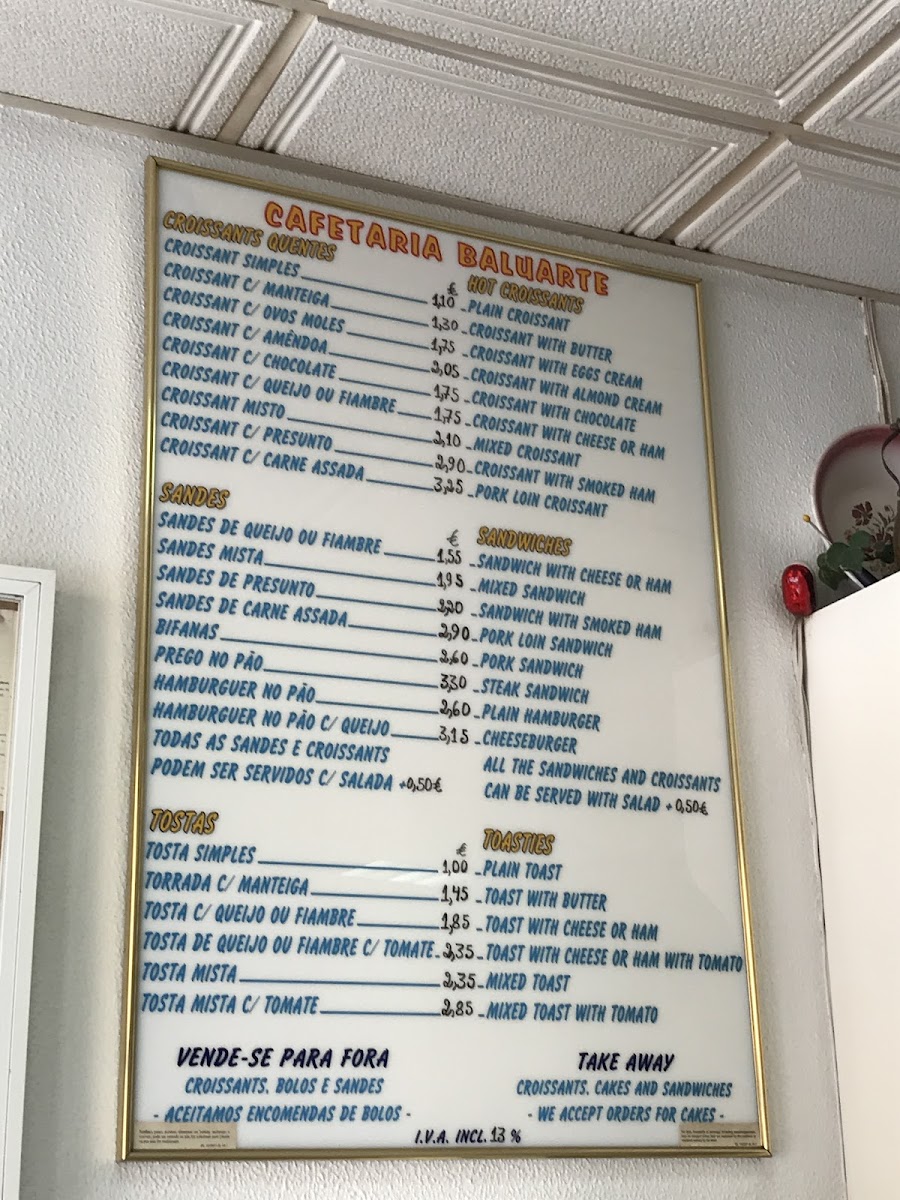 CAFETARIA BALUARTE
CROISSANTS QUENTES € HOT CROISSANTS
CROISSANT SIMPLES 1,10 - PLAIN CROISSANT
CROISSANT C/ MANTEIGA 1,30 - CROISSANT WITH BUTTER
CROISSANT C/ OVOS MOLES 1,75 - CROISSANT WITH EGGS CREAM
CROISSANT C/ AMÊNDOA 2,05 - CROISSANT WITH ALMOND CREAM
CROISSANT C/ CHOCOLATE 1,75 - CROISSANT WITH CHOCOLATE
CROISSANT C/ QUEIJO OU FIAMBRE 1,75 - CROISSANT WITH CHEESE OR HAM
CROISSANT MISTO 2,10 - MIXED CROISSANT
CROISSANT C/ PRESUNTO 2,90 - CROISSANT WITH SMOKED HAM
CROISSANT C/ CARNE ASSADA 3,25 - PORK LOIN CROISSANT
SANDES € SANDWICHES
SANDES DE QUEIJO OU FIAMBRE 1,55 - SANDWICH WITH CHEESE OR HAM
SANDES MISTA 1,95 - MIXED SANDWICH
SANDES DE PRESUNTO 2,20 - SANDWICH WITH SMOKED HAM
SANDES DE CARNE ASSADA 2,90 - PORK LOIN SANDWICH
BIFANAS 2,60 - PORK SANDWICH
PREGO NO PÃO 3,30 - STEAK SANDWICH
HAMBURGUER NO PÃO 2,60 - PLAIN HAMBURGER
HAMBURGUER NO PÃO C/ QUEIJO 3,15 - CHEESEBURGER
TODAS AS SANDES E CROISSANTS ALL THE SANDWICHES AND CROISSANTS
PODEM SER SERVIDOS C/ SALADA +0,50€ CAN BE SERVED WITH SALAD + 0,50€
TOSTAS € TOASTIES
TOSTA SIMPLES 1,00 - PLAIN TOAST
TORRADA C/ MANTEIGA 1,45 - TOAST WITH BUTTER
TOSTA C/ QUEIJO OU FIAMBRE 1,85 - TOAST WITH CHEESE OR HAM
TOSTA DE QUEIJO OU FIAMBRE C/ TOMATE - 2,35 - TOAST WITH CHEESE OR HAM WITH TOMATO
TOSTA MISTA 2,35 - MIXED TOAST
TOSTA MISTA C/ TOMATE 2,85 - MIXED TOAST WITH TOMATO
VENDE-SE PARA FORA TAKE AWAY
CROISSANTS, BOLOS E SANDES CROISSANTS, CAKES AND SANDWICHES
- ACEITAMOS ENCOMENDAS DE BOLOS - - WE ACCEPT ORDERS FOR CAKES -
I.V.A. INCL. 13 %